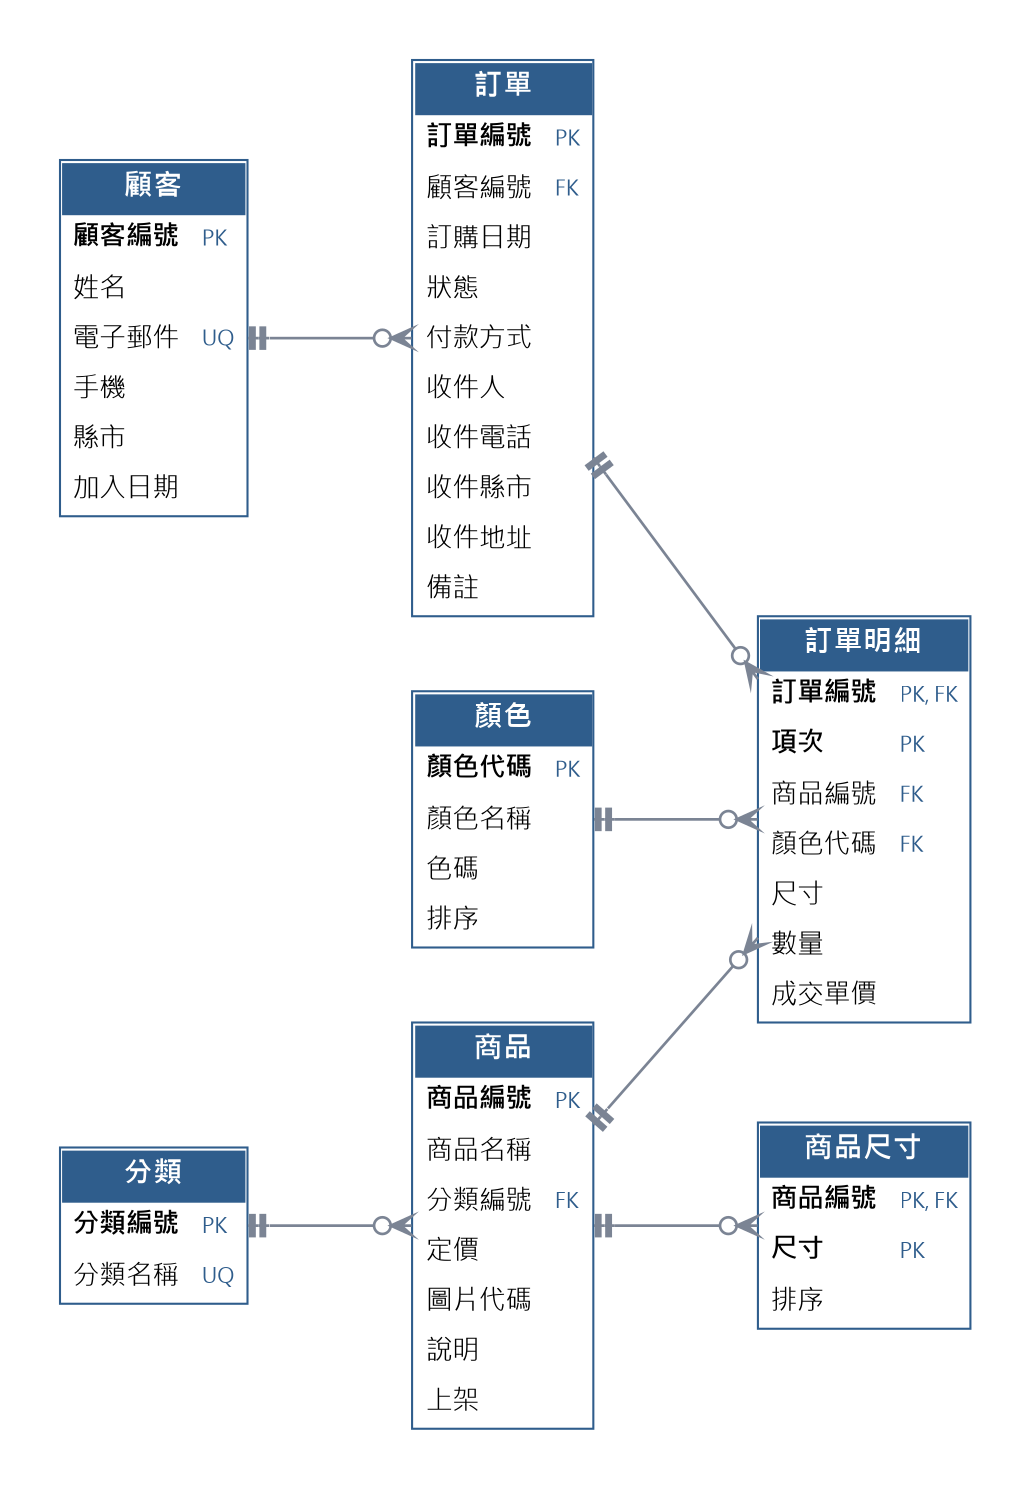 訂單
訂單編號 PK
顧客編號 FK
訂購日期
狀態
付款方式
收件人
收件電話
收件縣市
收件地址
備註
顧客
顧客編號 PK
姓名
電子郵件 UQ
手機
縣市
加入日期
訂單明細
訂單編號 PK, FK
項次 PK
商品編號 FK
顏色代碼 FK
尺寸
數量
成交單價
顏色
顏色代碼 PK
顏色名稱
色碼
排序
商品
商品編號 PK
商品名稱
分類編號 FK
定價
圖片代碼
說明
上架
商品尺寸
商品編號 PK, FK
尺寸 PK
排序
分類
分類編號 PK
分類名稱 UQ